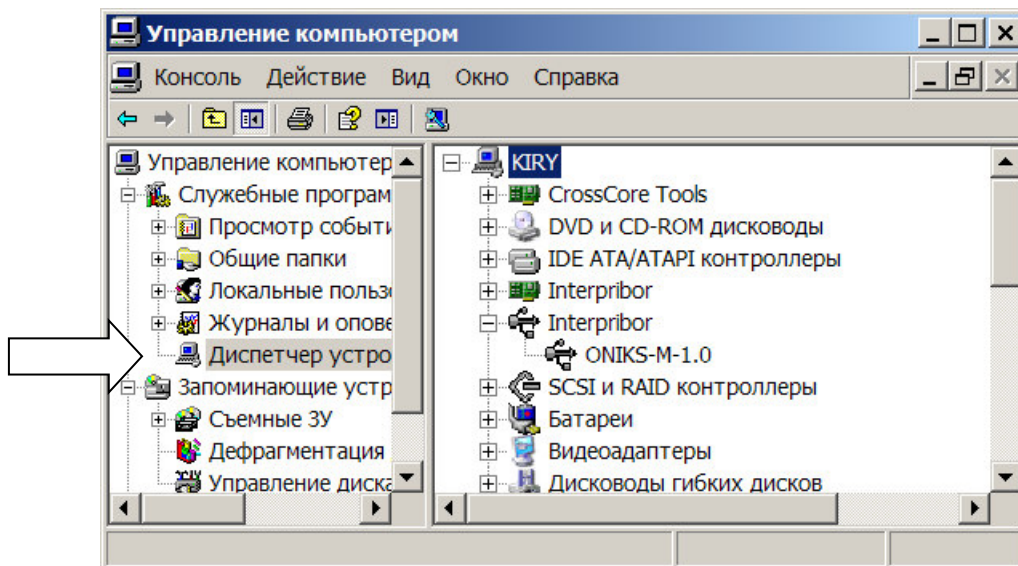 Управление компьютером
Консоль Действие Вид Окно Справка
Управление компьютер
Служебные програм
Просмотр событи
Общие папки
Локальные польз
Журналы и опове
Диспетчер устро
Запоминающие устр
Съемные ЗУ
Дефрагментация
Управление диска
KIRY
CrossCore Tools
DVD и CD-ROM дисководы
IDE ATA/ATAPI контроллеры
Interpribor
Interpribor
ONIKS-M-1.0
SCSI и RAID контроллеры
Батареи
Видеоадаптеры
Дисководы гибких дисков